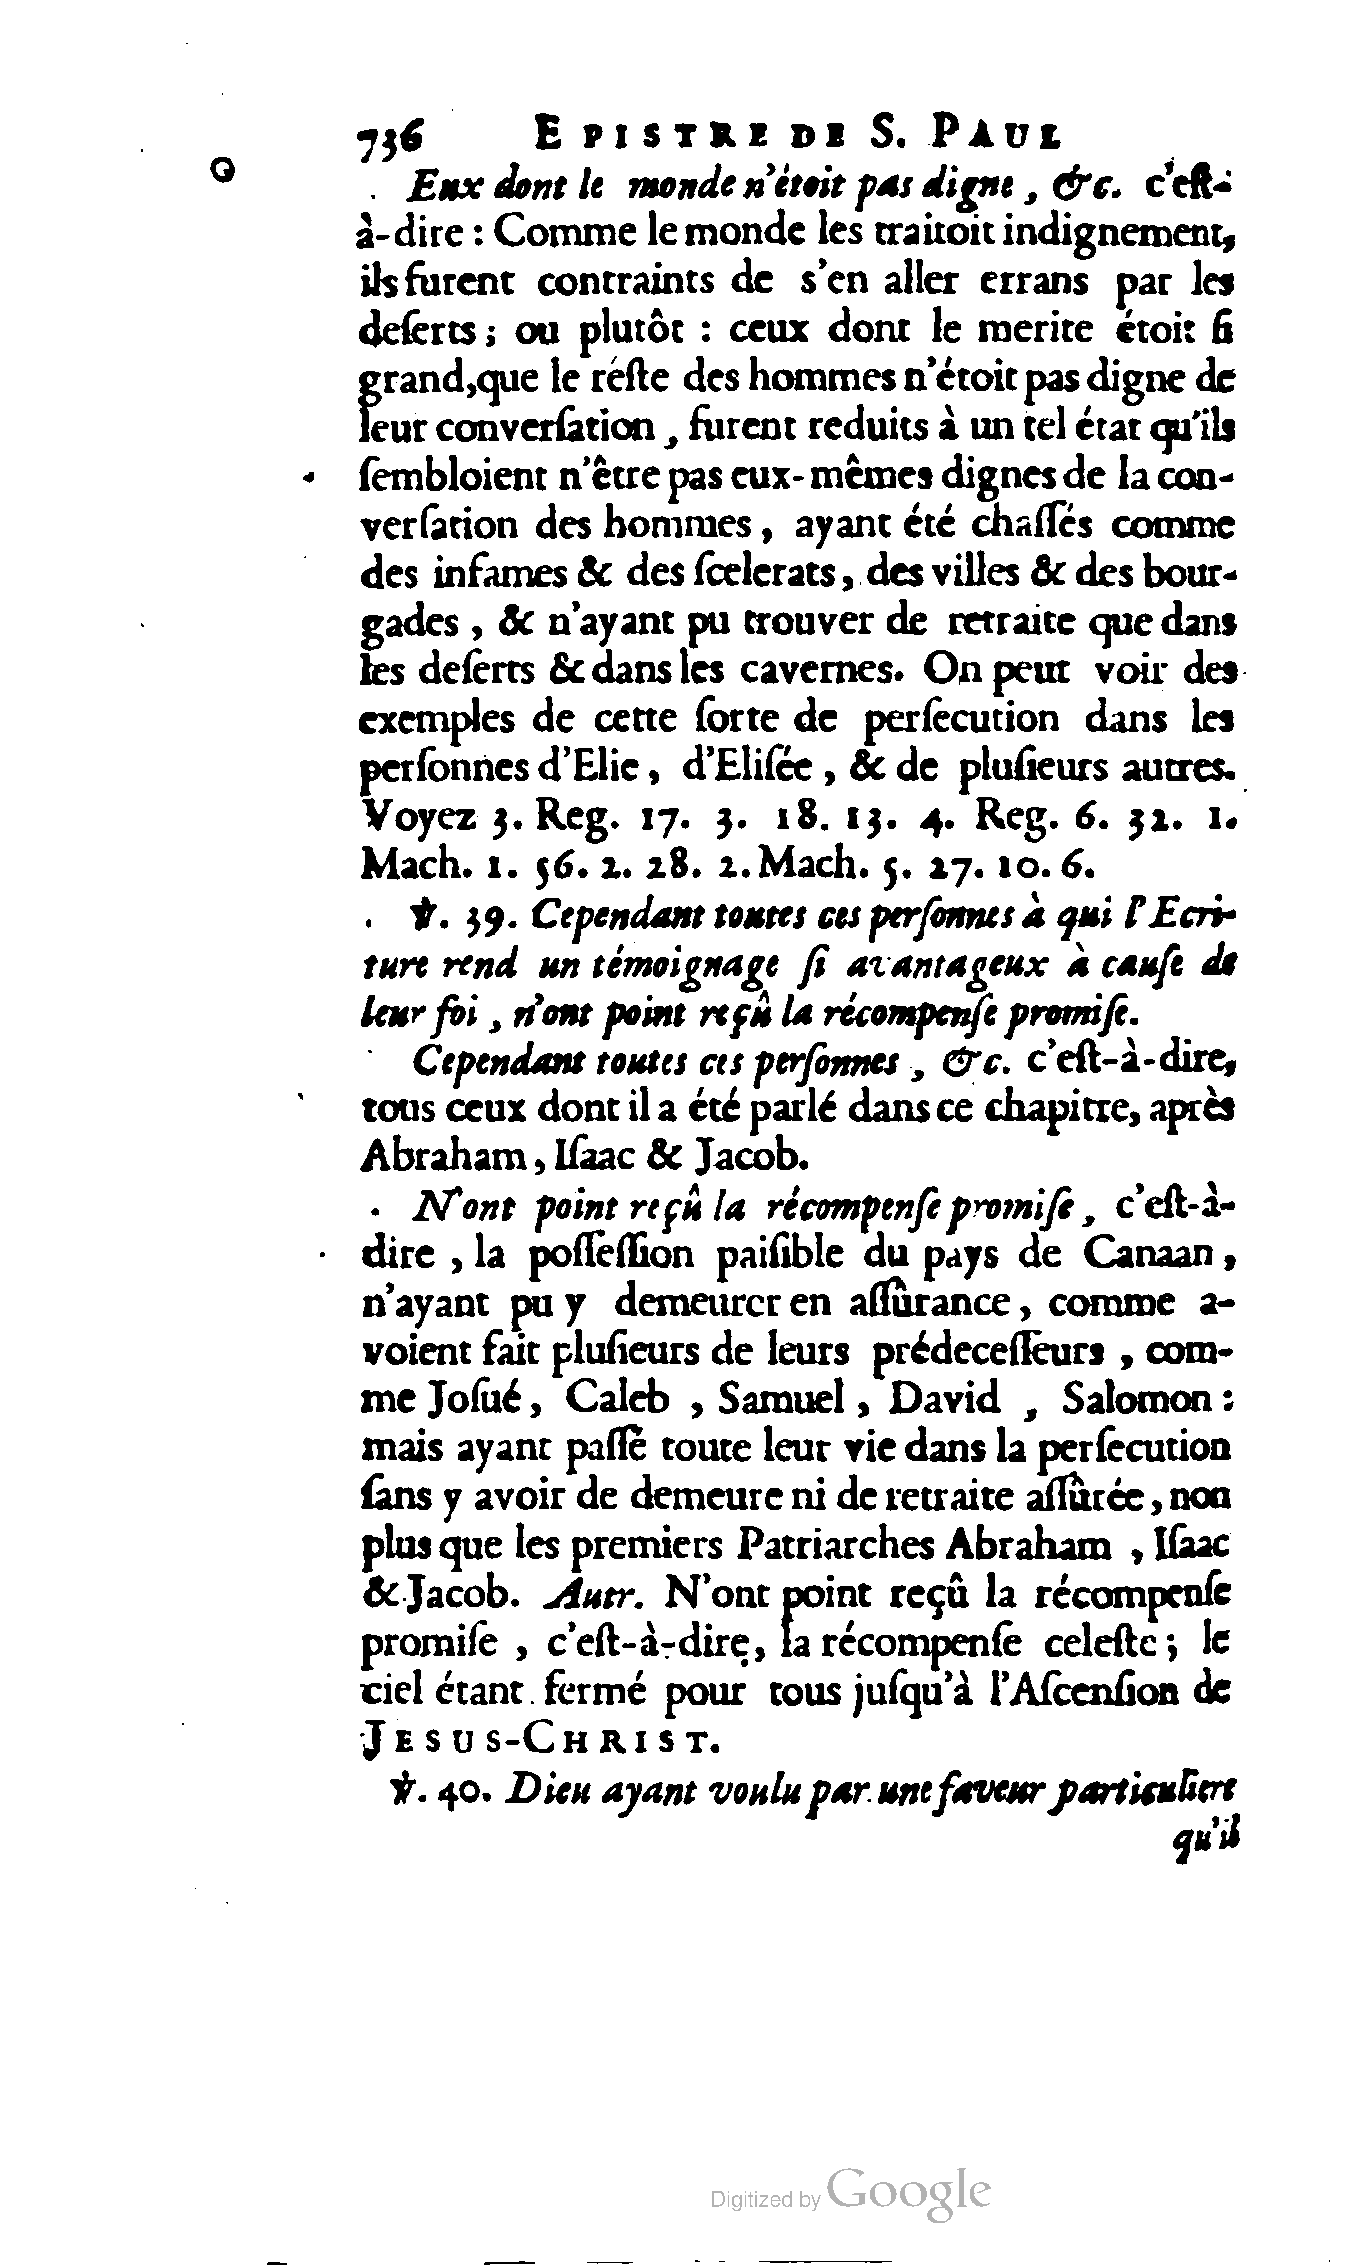 736 EPISTRE DE S. PAUL
Eux dont le monde n'étoit pas digne, &c. c'eſt-
à-dire : Comme le monde les traitoit indignement,
ils furent contraints de s'en aller errans par les
deſerts ; ou plutôt : ceux dont le merite étoit ſi
grand, que le réſte des hommes n'étoit pas digne de
leur converſation, furent reduits à un tel état qu'ils
ſembloient n'être pas eux-mêmes dignes de la con-
verſation des hommes, ayant été chaſſés comme
des infames & des ſcelerats, des villes & des bour-
gades, & n'ayant pu trouver de retraite que dans
les deſerts & dans les cavernes. On peut voir des
exemples de cette ſorte de perſecution dans les
perſonnes d'Elie, d'Eliſée, & de pluſieurs autres.
Voyez 3. Reg. 17. 3. 18. 13. 4. Reg. 6. 32. 1.
Mach. 1. 56. 2. 28. 2. Mach. 5. 27. 10. 6.
℣. 39. Cependant toutes ces perſonnes à qui l'Ecri-
ture rend un témoignage ſi avantageux à cauſe de
leur foi, n'ont point reçû la récompenſe promiſe.
Cependant toutes ces perſonnes, &c. c'eſt-à-dire,
tous ceux dont il a été parlé dans ce chapitre, après
Abraham, Iſaac & Jacob.
N'ont point reçû la récompenſe promiſe, c'eſt-à-
dire, la poſſeſſion paiſible du pays de Canaan,
n'ayant pu y demeurer en aſſûrance, comme a-
voient fait pluſieurs de leurs prédeceſſeurs, com-
me Joſué, Caleb, Samuel, David, Salomon :
mais ayant paſſé toute leur vie dans la perſecution
ſans y avoir de demeure ni de retraite aſſûrée, non
plus que les premiers Patriarches Abraham, Iſaac
& Jacob. Autr. N'ont point reçû la récompenſe
promiſe, c'eſt-à-dire, la récompenſe celeſte ; le
ciel étant fermé pour tous juſqu'à l'Aſcenſion de
JESUS-CHRIST.
℣. 40. Dieu ayant voulu par une faveur particuliere
qu'il
Digitized by Google